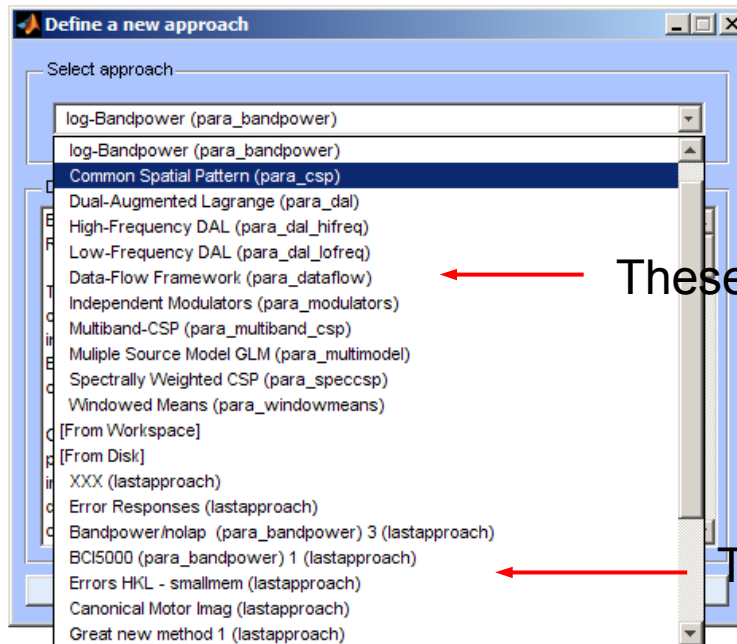 Define a new approach
Select approach
log-Bandpower (para_bandpower)
log-Bandpower (para_bandpower)
Common Spatial Pattern (para_csp)
Dual-Augmented Lagrange (para_dal)
High-Frequency DAL (para_dal_hifreq)
Low-Frequency DAL (para_dal_lofreq)
Data-Flow Framework (para_dataflow)
These
Independent Modulators (para_modulators)
Multiband-CSP (para_multiband_csp)
Muliple Source Model GLM (para_multimodel)
Spectrally Weighted CSP (para_speccsp)
Windowed Means (para_windowmeans)
[From Workspace]
[From Disk]
XXX (lastapproach)
Error Responses (lastapproach)
Bandpower/nolap (para_bandpower) 3 (lastapproach)
BCI5000 (para_bandpower) 1 (lastapproach)
Errors HKL - smallmem (lastapproach)
Canonical Motor Imag (lastapproach)
Great new method 1 (lastapproach)